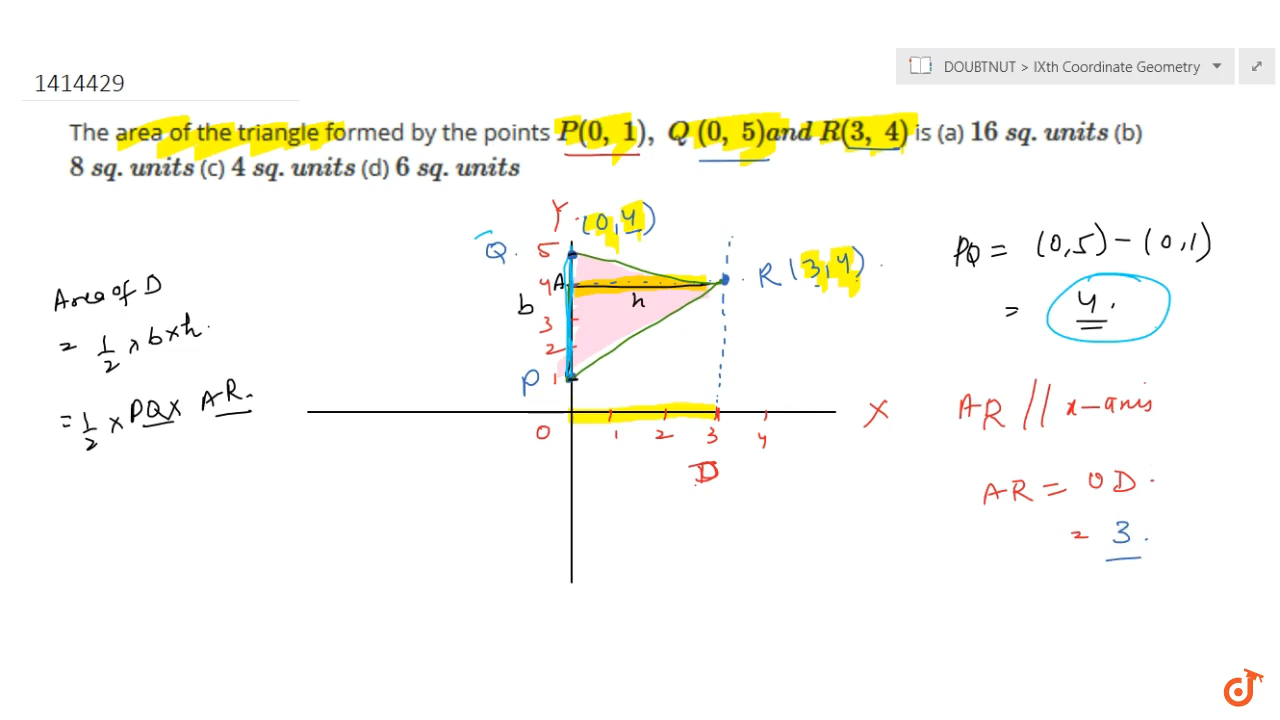 DOUBTNUT > IXth Coordinate Geometry
1414429
The area of the triangle formed by the points P(0, 1), Q (0, 5)and R(3, 4) is (a) 16 sq. units (b)
8 sq. units (c) 4 sq. units (d) 6 sq. units
Y (0, 4)
Q 5
4 A
R (3, 4)
b h
3
2
P 1
0 1 2 3 4 X
D
Area of D
= 1/2 × b × h
= 1/2 × PQ × AR
PQ = (0,5) - (0,1)
= 4.
AR // x-axis
AR = OD
= 3.